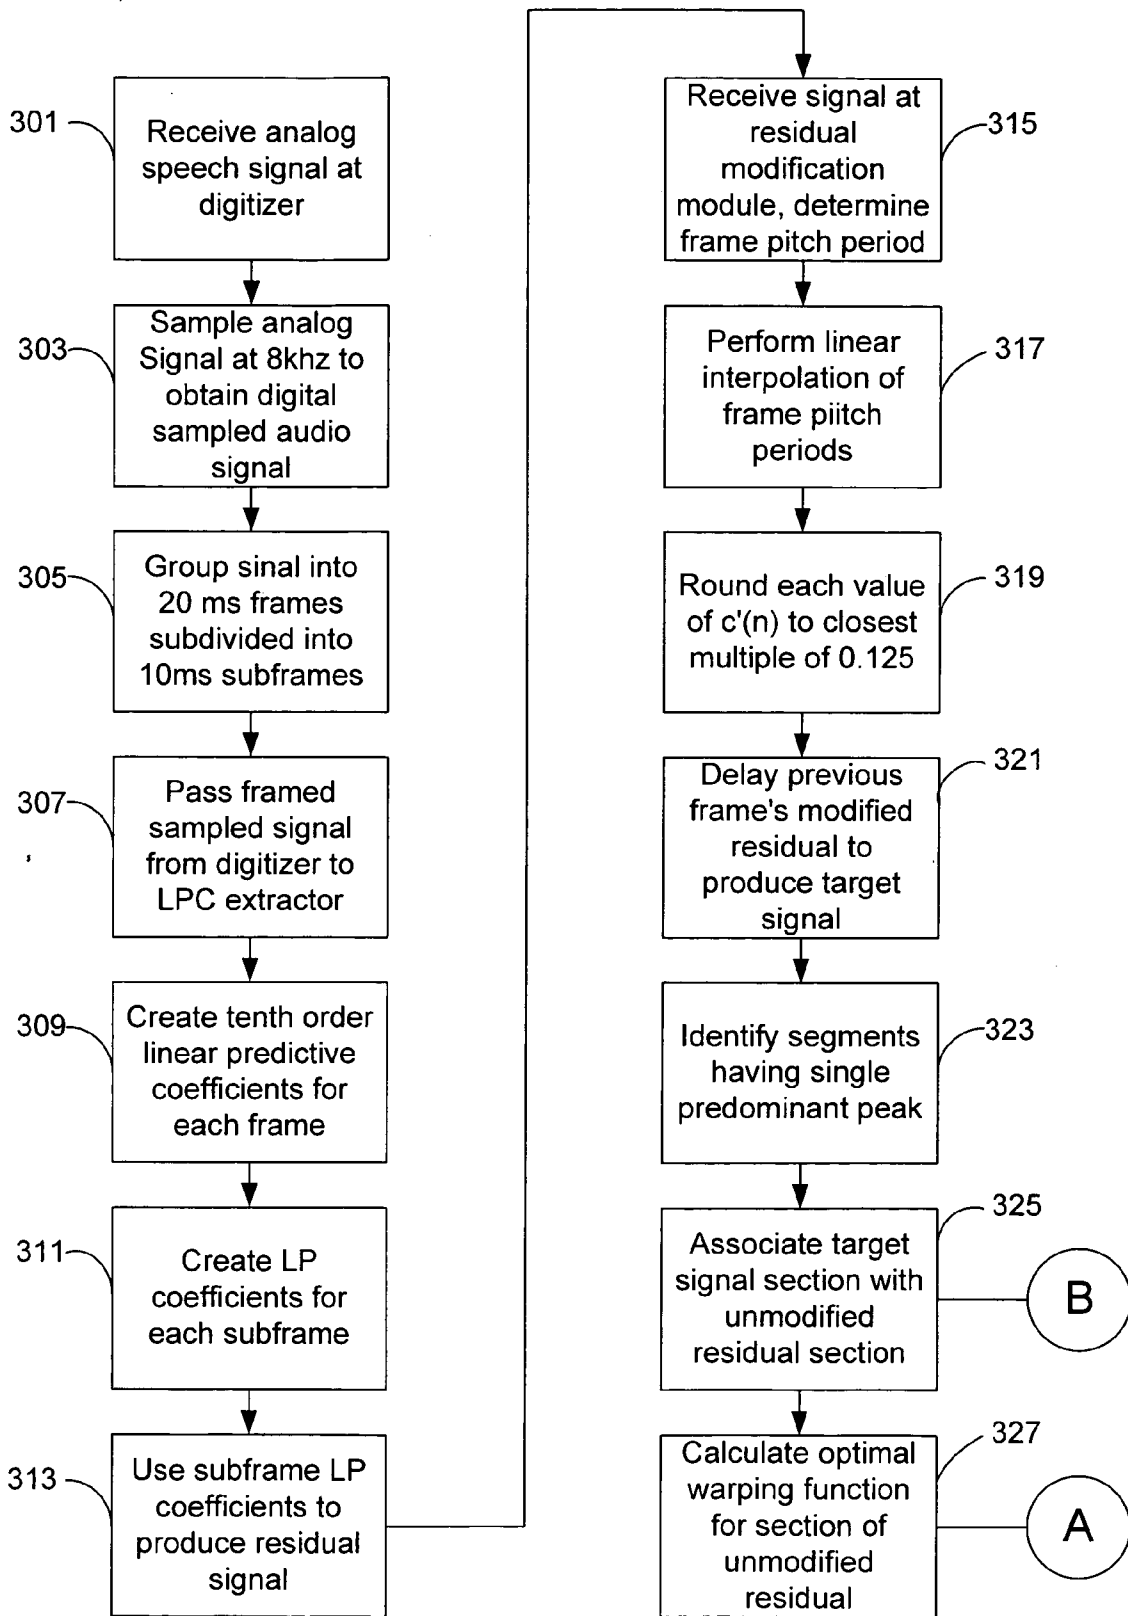 301
Receive analog
speech signal at
digitizer
303
Sample analog
Signal at 8khz to
obtain digital
sampled audio
signal
305
Group sinal into
20 ms frames
subdivided into
10ms subframes
307
Pass framed
sampled signal
from digitizer to
LPC extractor
309
Create tenth order
linear predictive
coefficients for
each frame
311
Create LP
coefficients for
each subframe
313
Use subframe LP
coefficients to
produce residual
signal
315
Receive signal at
residual
modification
module, determine
frame pitch period
317
Perform linear
interpolation of
frame piitch
periods
319
Round each value
of c'(n) to closest
multiple of 0.125
321
Delay previous
frame's modified
residual to
produce target
signal
323
Identify segments
having single
predominant peak
325
Associate target
signal section with
unmodified
residual section
B
327
Calculate optimal
warping function
for section of
unmodified
residual
A